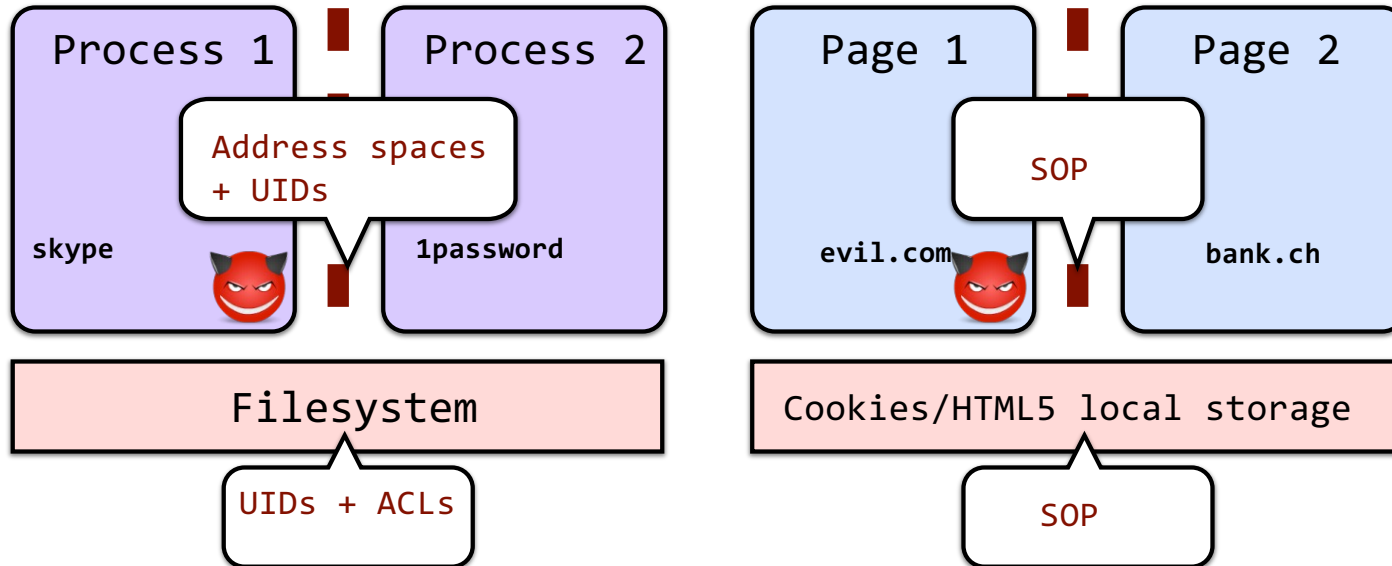 Process 1
Process 2
Address spaces
+ UIDs
skype
1password
Filesystem
UIDs + ACLs
Page 1
Page 2
SOP
evil.com
bank.ch
Cookies/HTML5 local storage
SOP